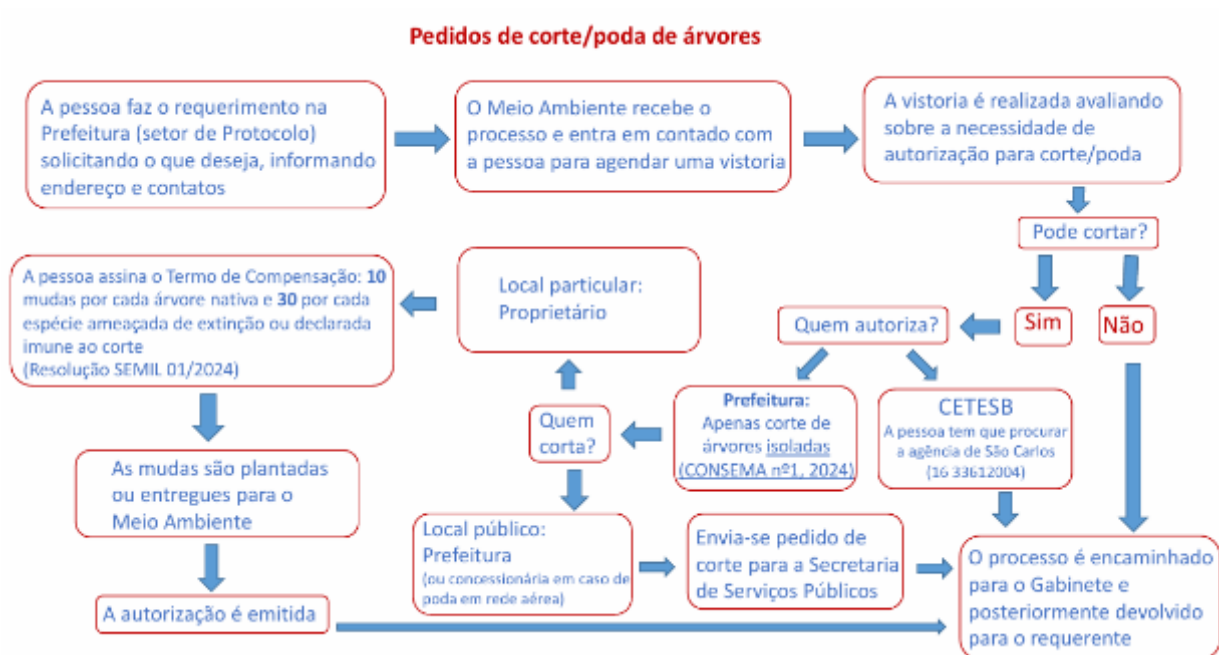 Pedidos de corte/poda de árvores
A pessoa faz o requerimento na
Prefeitura (setor de Protocolo)
solicitando o que deseja, informando
endereço e contatos
O Meio Ambiente recebe o
processo e entra em contado com
a pessoa para agendar uma vistoria
A vistoria é realizada avaliando
sobre a necessidade de
autorização para corte/poda
Pode cortar?
Sim
Não
Quem autoriza?
Prefeitura:
Apenas corte de
árvores isoladas
(CONSEMA nº1, 2024)
CETESB
A pessoa tem que procurar
a agência de São Carlos
(16 33612004)
Quem
corta?
Local particular:
Proprietário
A pessoa assina o Termo de Compensação: 10
mudas por cada árvore nativa e 30 por cada
espécie ameaçada de extinção ou declarada
imune ao corte
(Resolução SEMIL 01/2024)
As mudas são plantadas
ou entregues para o
Meio Ambiente
A autorização é emitida
Local público:
Prefeitura
(ou concessionária em caso de
poda em rede aérea)
Envia-se pedido de
corte para a Secretaria
de Serviços Públicos
O processo é encaminhado
para o Gabinete e
posteriormente devolvido
para o requerente